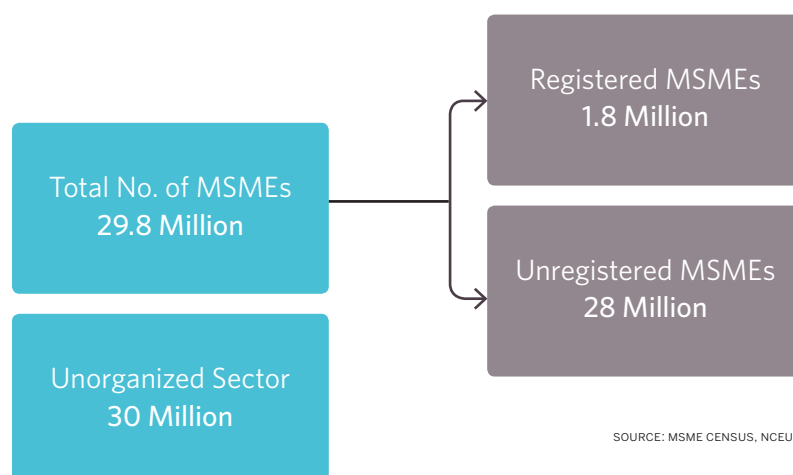 Total No. of MSMEs
29.8 Million
Registered MSMEs
1.8 Million
Unregistered MSMEs
28 Million
Unorganized Sector
30 Million
SOURCE: MSME CENSUS, NCEU